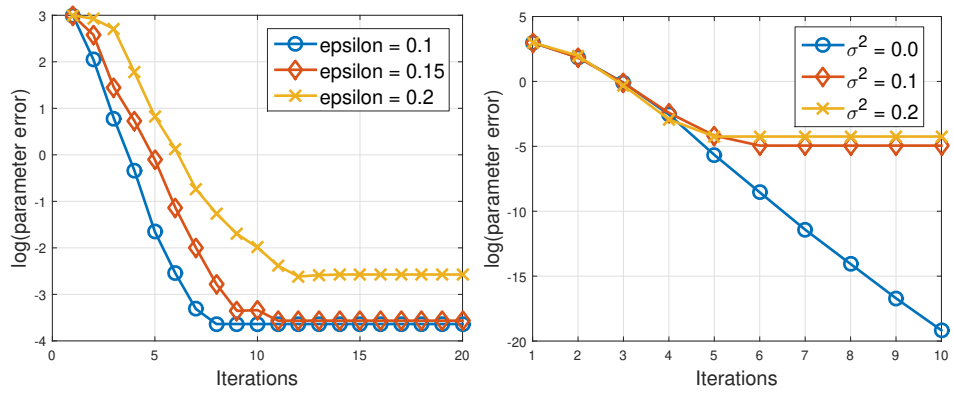 log(parameter error)
3
2
1
0
-1
-2
-3
-4
0
5
10
15
20
Iterations
epsilon = 0.1
epsilon = 0.15
epsilon = 0.2
log(parameter error)
5
0
-5
-10
-15
-20
1
2
3
4
5
6
7
8
9
10
Iterations
σ² = 0.0
σ² = 0.1
σ² = 0.2